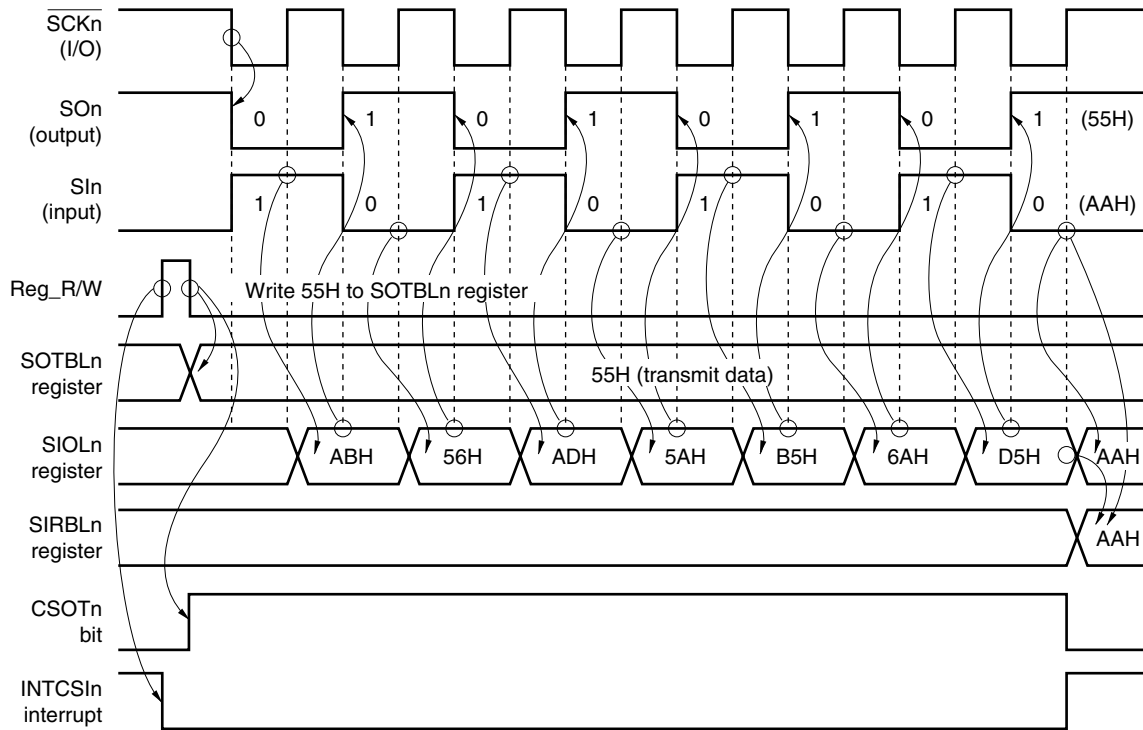 SCKn
(I/O)
SOn
(output)
0 1 0 1 0 1 0 1 (55H)
SIn
(input)
1 0 1 0 1 0 1 0 (AAH)
Reg_R/W
Write 55H to SOTBLn register
SOTBLn
register
55H (transmit data)
SIOLn
register
ABH 56H ADH 5AH B5H 6AH D5H AAH
SIRBLn
register
AAH
CSOTn
bit
INTCSIn
interrupt